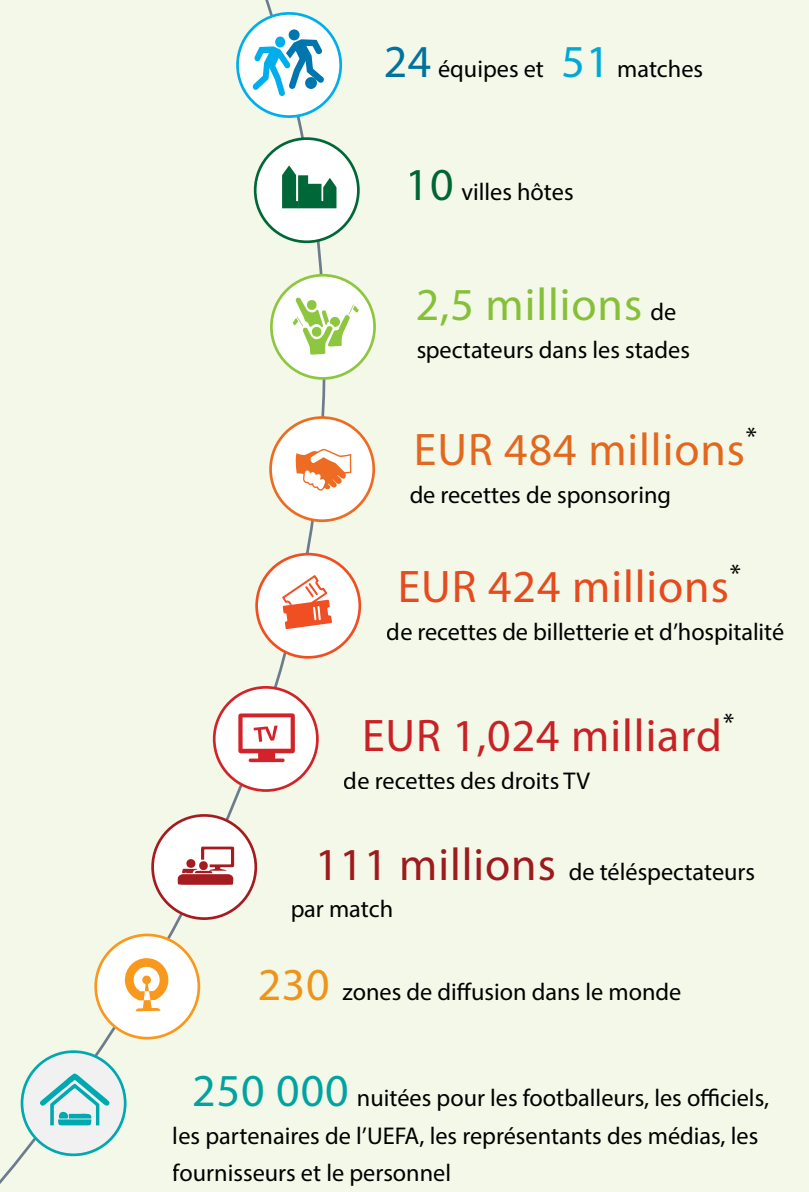 24 équipes et 51 matches
10 villes hôtes
2,5 millions de
spectateurs dans les stades
EUR 484 millions*
de recettes de sponsoring
EUR 424 millions*
de recettes de billetterie et d’hospitalité
TV
EUR 1,024 milliard*
de recettes des droits TV
111 millions de téléspectateurs
par match
230 zones de diffusion dans le monde
250 000 nuitées pour les footballeurs, les officiels,
les partenaires de l’UEFA, les représentants des médias, les
fournisseurs et le personnel